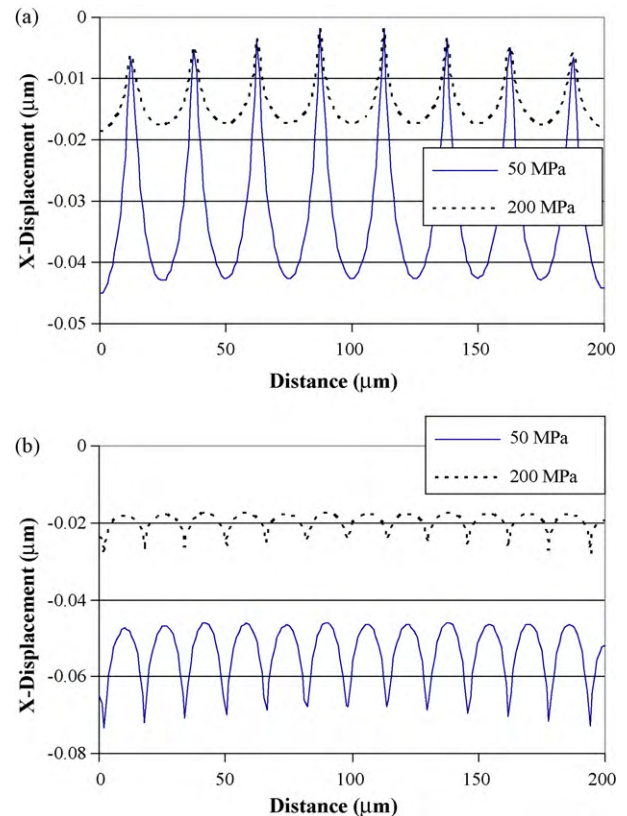 (a)
0
-0.01
-0.02
-0.03
-0.04
-0.05
X-Displacement (μm)
50 MPa
200 MPa
0 50 100 150 200
Distance (μm)
(b)
50 MPa
200 MPa
0
-0.02
-0.04
-0.06
-0.08
X-Displacement (μm)
0 50 100 150 200
Distance (μm)